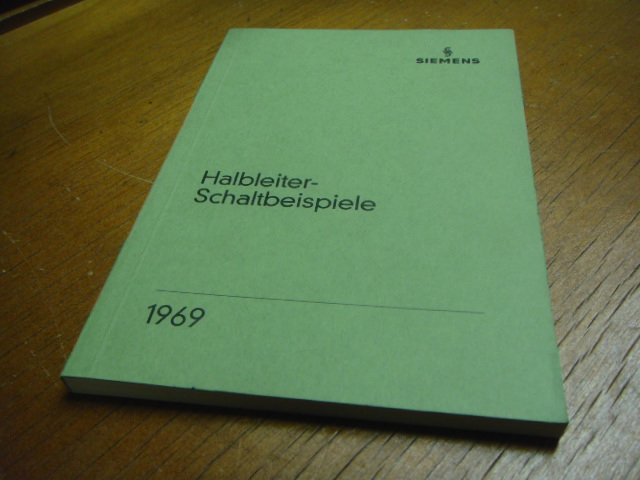 SIEMENS
Halbleiter-
Schaltbeispiele
1969